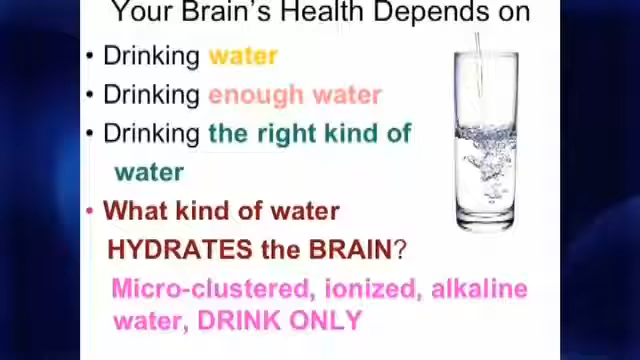 Your Brain's Health Depends on
• Drinking water
• Drinking enough water
• Drinking the right kind of
water
• What kind of water
HYDRATES the BRAIN?
Micro-clustered, ionized, alkaline
water, DRINK ONLY